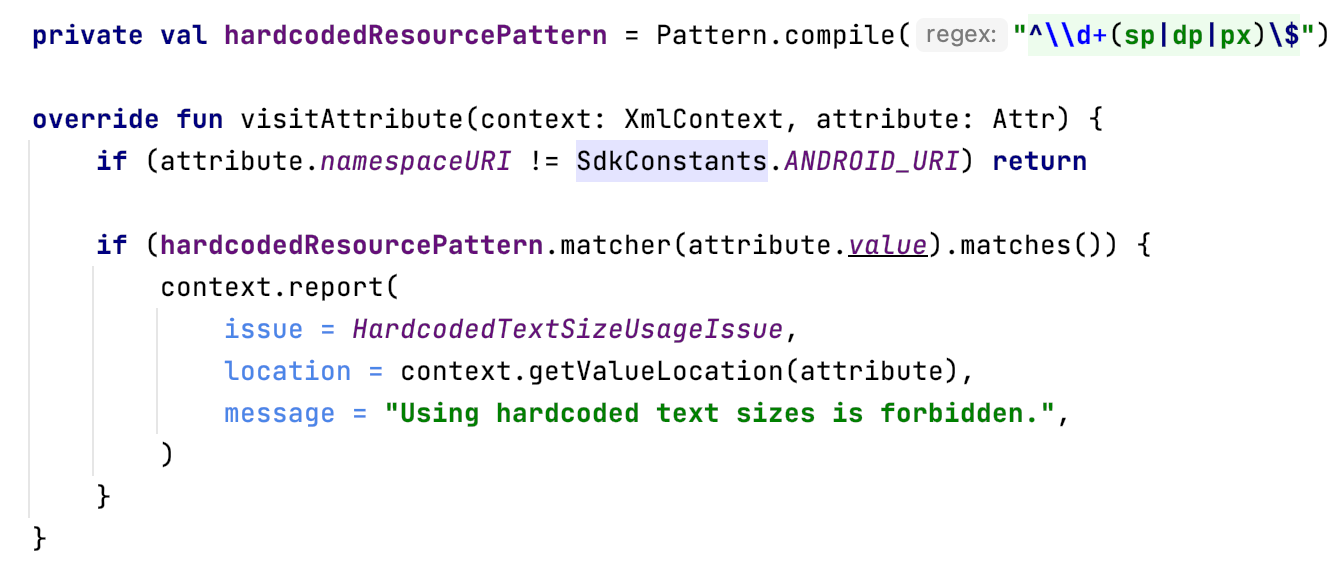 private val hardcodedResourcePattern = Pattern.compile( regex: "^\\d+(sp|dp|px)\$")
override fun visitAttribute(context: XmlContext, attribute: Attr) {
if (attribute.namespaceURI != SdkConstants.ANDROID_URI) return
if (hardcodedResourcePattern.matcher(attribute.value).matches()) {
context.report(
issue = HardcodedTextSizeUsageIssue,
location = context.getValueLocation(attribute),
message = "Using hardcoded text sizes is forbidden.",
)
}
}